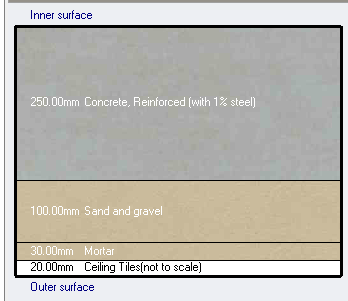 Inner surface
250.00mm Concrete, Reinforced (with 1% steel)
100.00mm Sand and gravel
30.00mm Mortar
20.00mm Ceiling Tiles(not to scale)
Outer surface